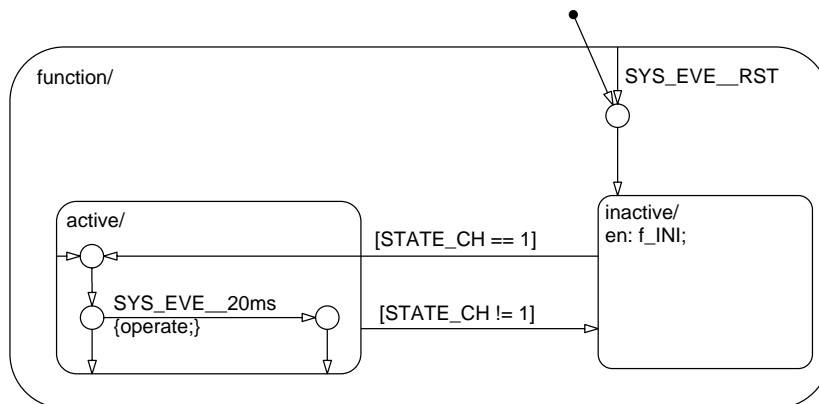 function/
SYS_EVE__RST
active/
inactive/
en: f_INI;
[STATE_CH == 1]
SYS_EVE__20ms
{operate;}
[STATE_CH != 1]